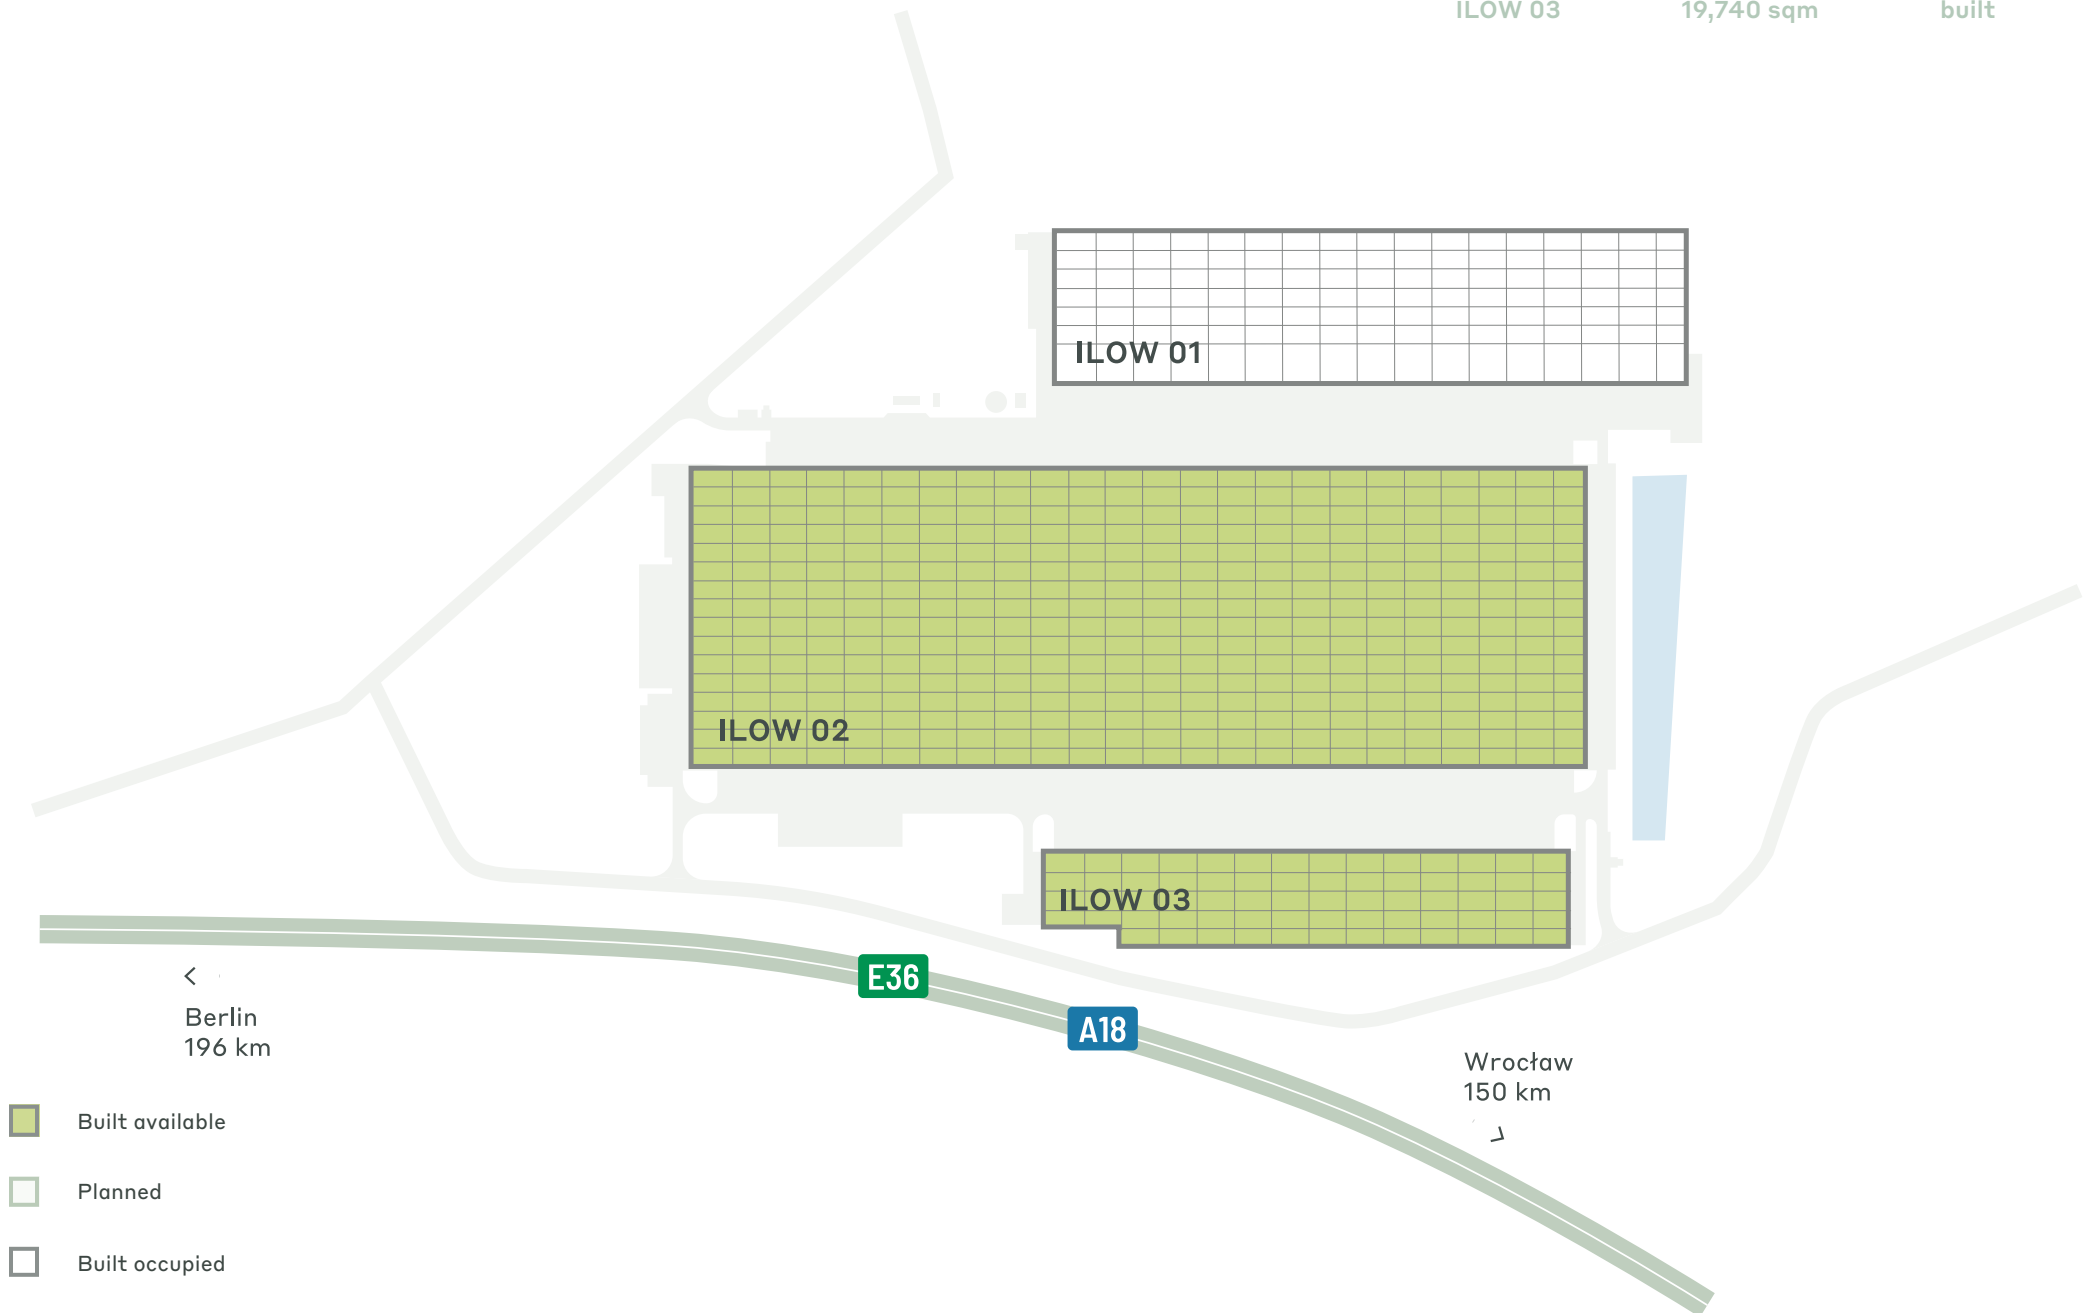 ILOW 03 19,740 sqm built
ILOW 01
ILOW 02
ILOW 03
E36
A18
Berlin
196 km
Wrocław
150 km
Built available
Planned
Built occupied